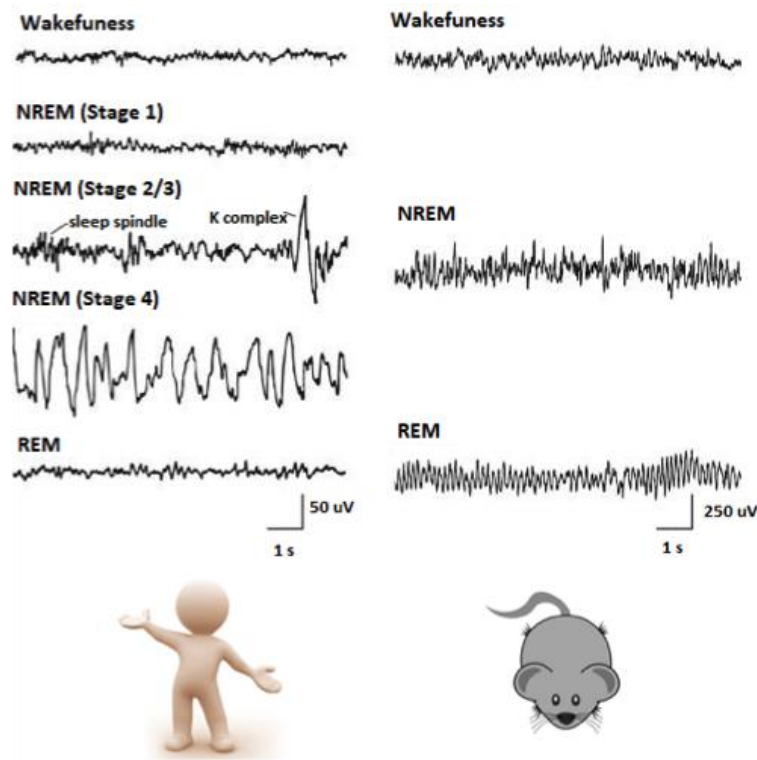 Wakefuness
NREM (Stage 1)
NREM (Stage 2/3)
sleep spindle
K complex
NREM (Stage 4)
REM
50 uV
1 s
Wakefuness
NREM
REM
250 uV
1 s